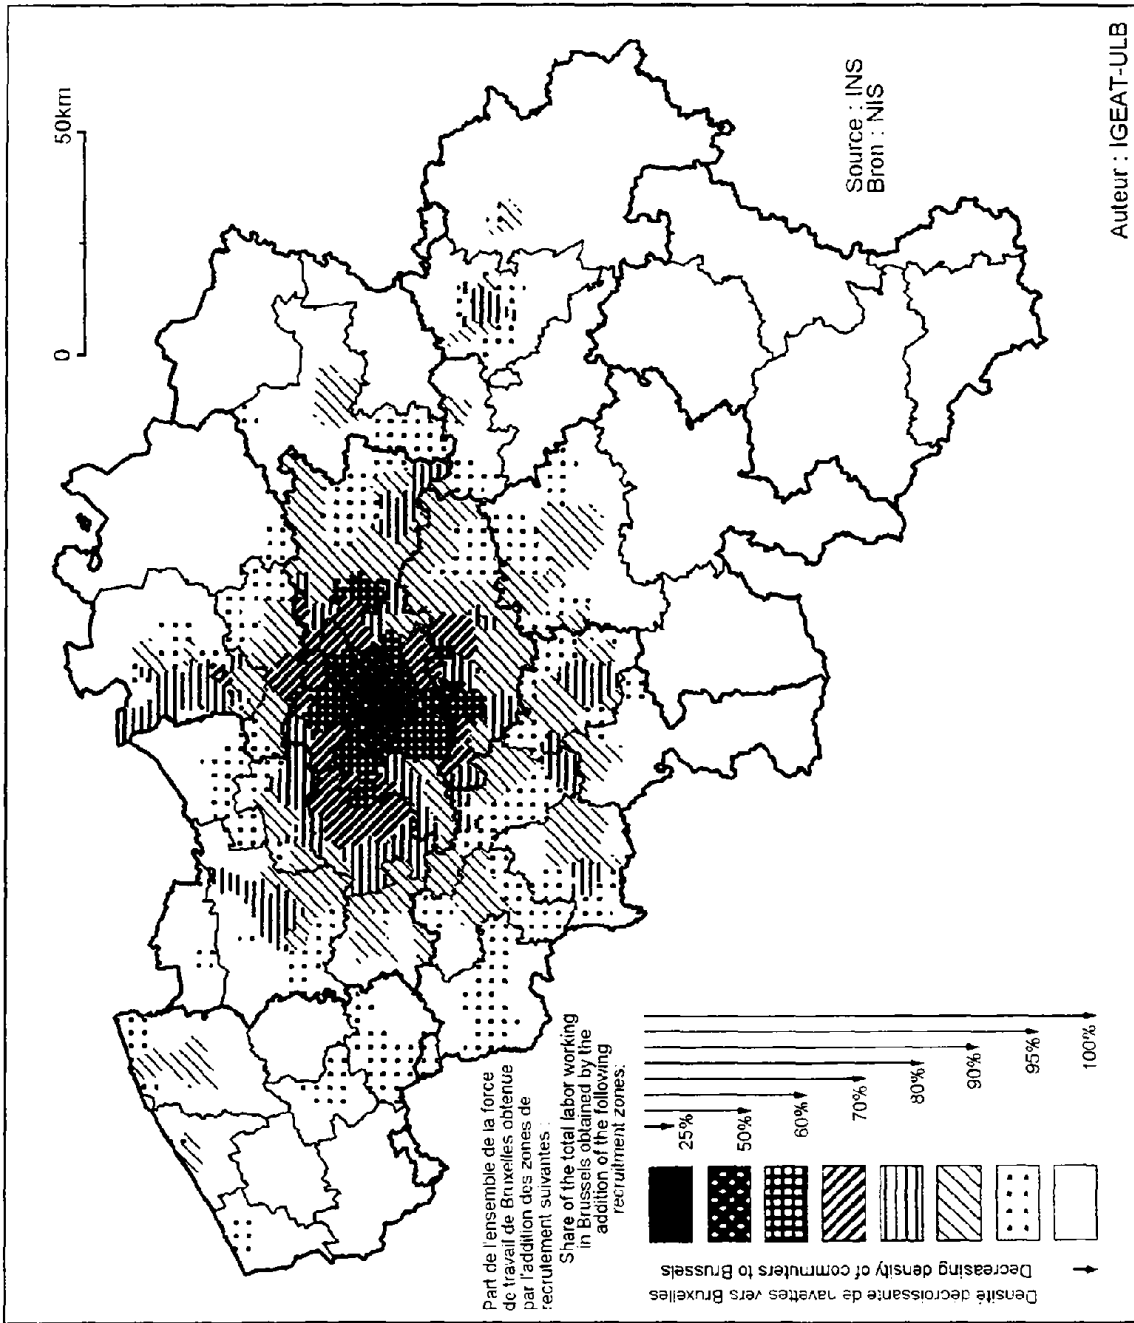 0
50km
Source : INS
Bron : NIS
Auteur : IGEAT-ULB
Part de l'ensemble de la force
de travail de Bruxelles obtenue
par l'addition des zones de
recrutement suivantes :
Share of the total labor working
in Brussels obtained by the
addition of the following
recruitment zones:
25%
50%
60%
70%
80%
90%
95%
100%
Densité décroissante de navettes vers Bruxelles
Decreasing density of commuters to Brussels